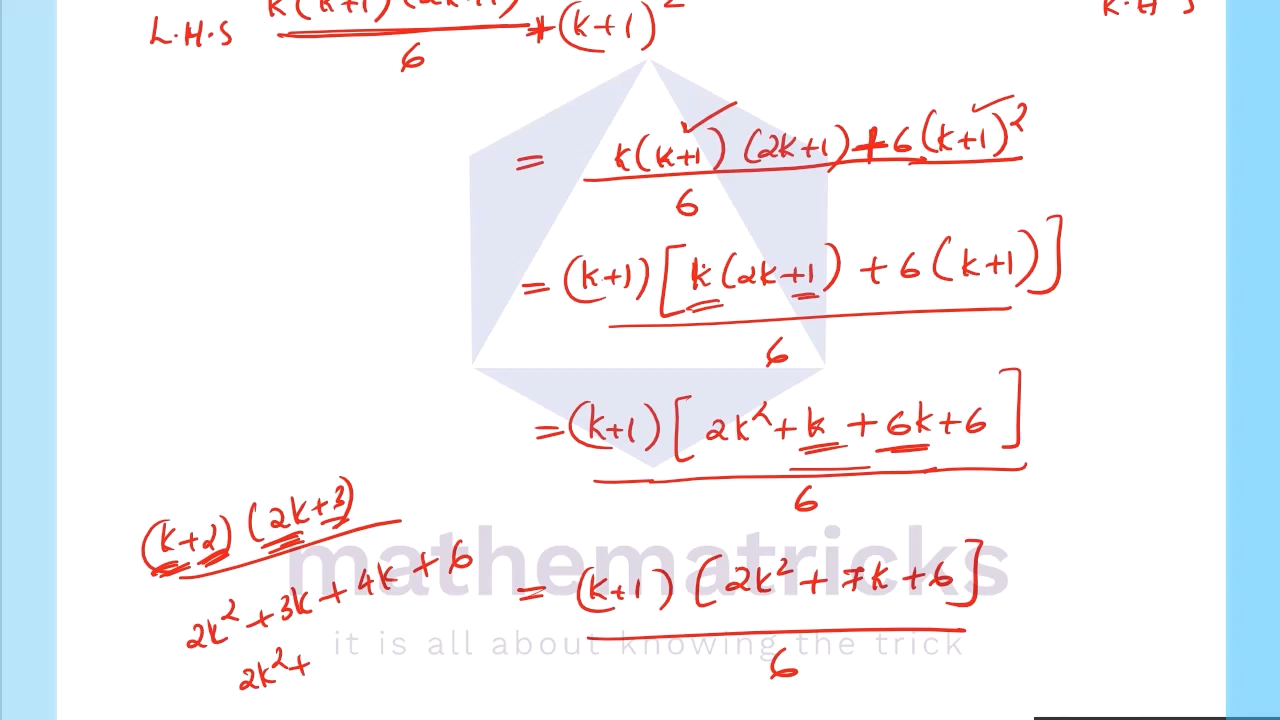 L.H.S k(k+1)(2k+1)/6 + (k+1)² R.H.S
= k(k+1)(2k+1)+6(k+1)²/6
= (k+1)[k(2k+1)+6(k+1)]/6
= (k+1)[2k²+k+6k+6]/6
(k+2)(2k+3)
2k²+3k+4k+6
2k²+
= (k+1)[2k²+7k+6]/6
mathematricks
it is all about knowing the trick